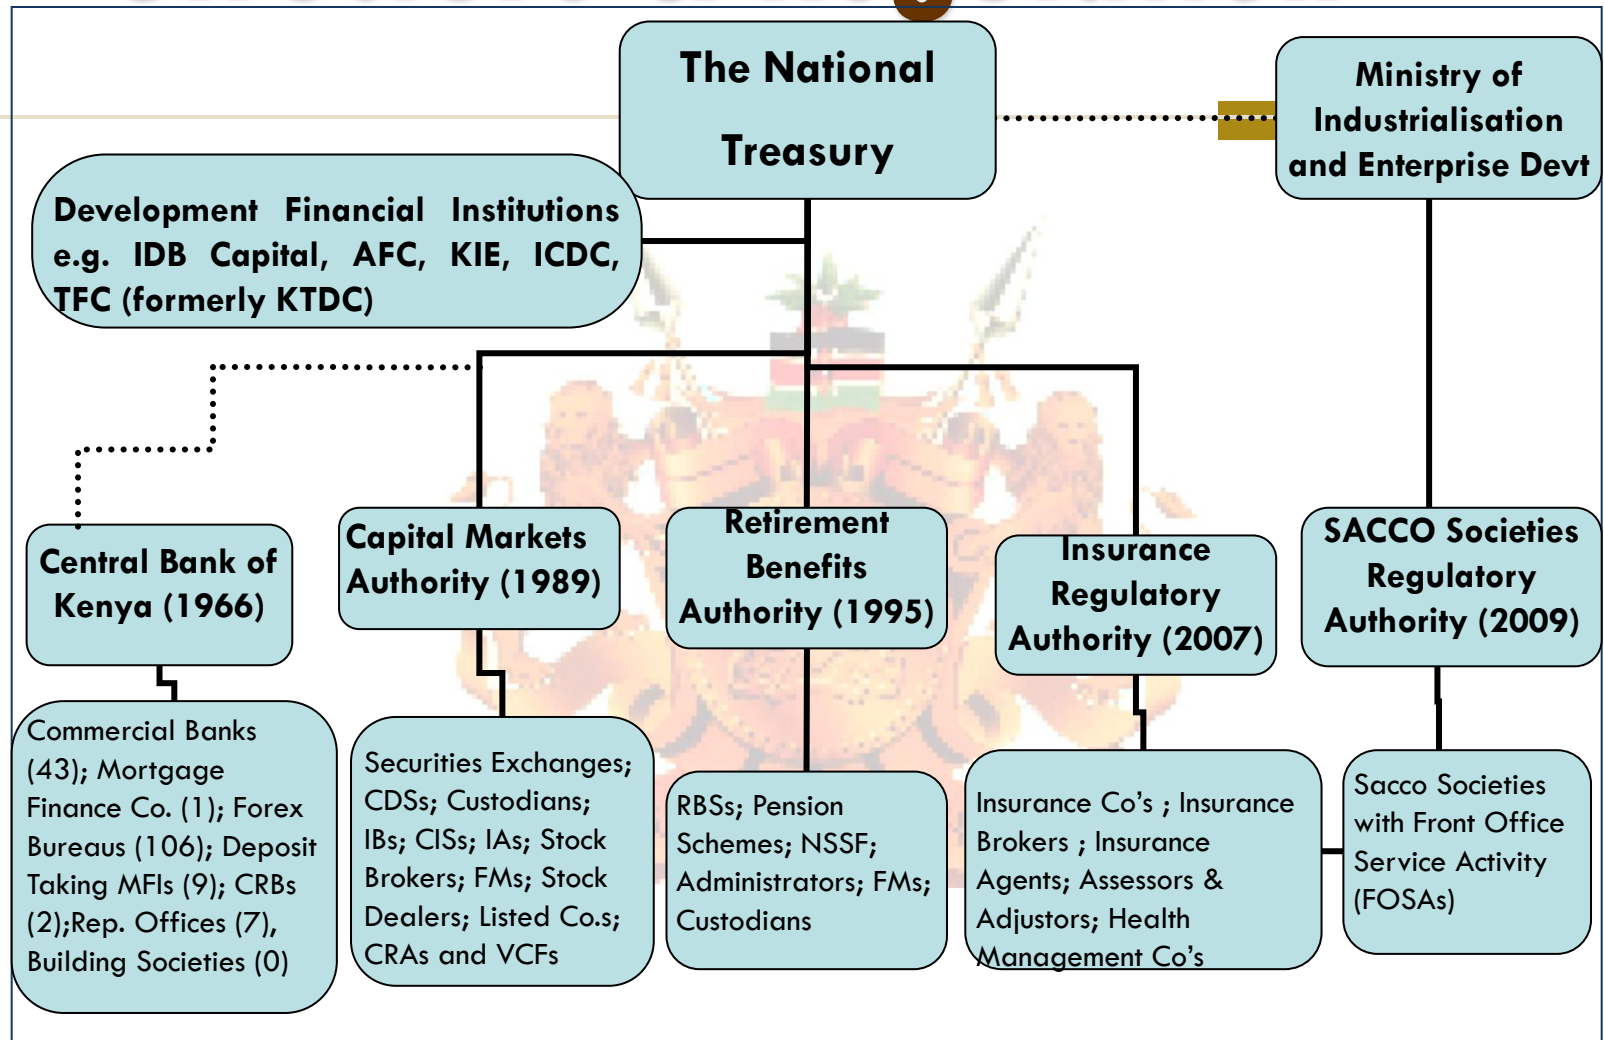 The National
Treasury
Ministry of
Industrialisation
and Enterprise Devt
Development Financial Institutions
e.g. IDB Capital, AFC, KIE, ICDC,
TFC (formerly KTDC)
Central Bank of
Kenya (1966)
Capital Markets
Authority (1989)
Retirement
Benefits
Authority (1995)
Insurance
Regulatory
Authority (2007)
SACCO Societies
Regulatory
Authority (2009)
Commercial Banks
(43); Mortgage
Finance Co. (1); Forex
Bureaus (106); Deposit
Taking MFIs (9); CRBs
(2);Rep. Offices (7),
Building Societies (0)
Securities Exchanges;
CDSs; Custodians;
IBs; CISs; IAs; Stock
Brokers; FMs; Stock
Dealers; Listed Co.s;
CRAs and VCFs
RBSs; Pension
Schemes; NSSF;
Administrators; FMs;
Custodians
Insurance Co’s ; Insurance
Brokers ; Insurance
Agents; Assessors &
Adjustors; Health
Management Co’s
Sacco Societies
with Front Office
Service Activity
(FOSAs)